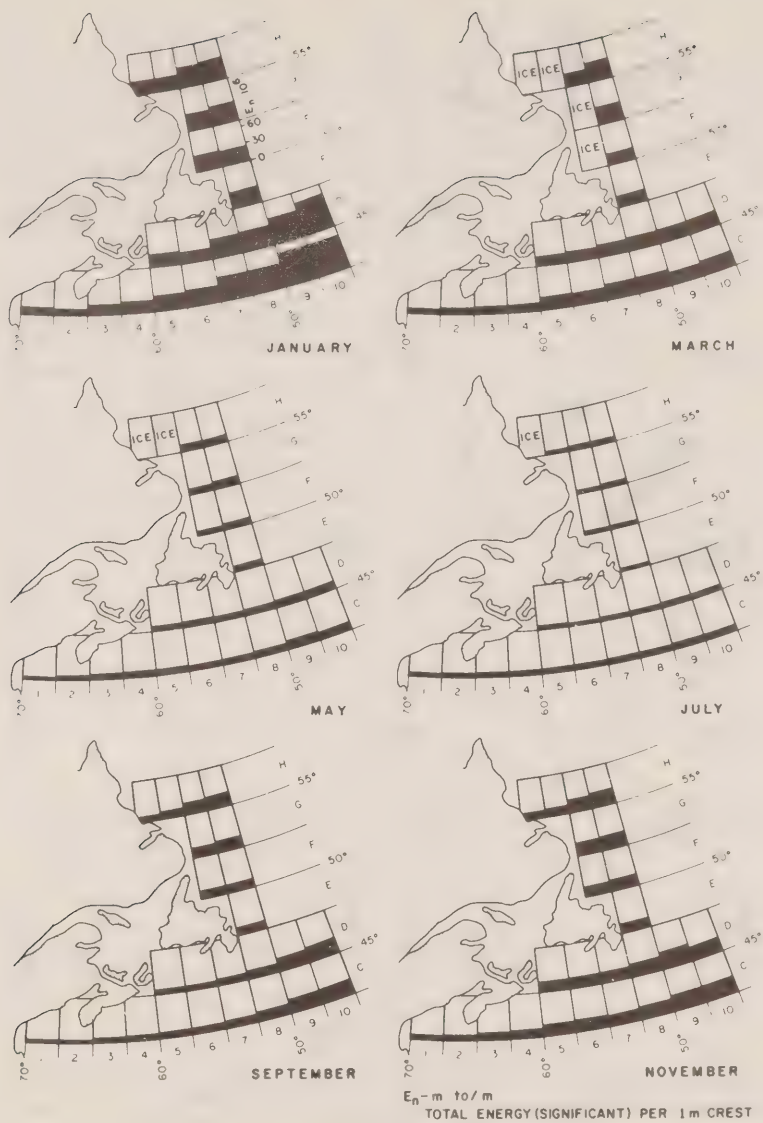 H
55°
F
En 10⁶
60
30
0
D
45
2 3 4 5 6 7 8 9 10
60° 50°
JANUARY
H
55°
ICE ICE
ICE
F
ICE
E
D
45°
C
1 2 3 4 5 6 7 8 9 10
70° 60° 50°
MARCH
H
55°
ICE ICE
G
F
50°
E
D
45°
C
1 2 3 4 5 6 7 8 9 10
60° 50°
MAY
H
55°
ICE
G
F
50°
E
D
45°
C
1 2 3 4 5 6 7 8 9 10
70° 60° 50°
JULY
H
55°
G
F
50°
E
D
45°
C
1 2 3 4 5 6 7 8 9 10
70° 60° 50°
SEPTEMBER
H
55°
G
F
50°
E
D
45°
C
1 2 3 4 5 6 7 8 9 10
70° 60° 50°
NOVEMBER
En-m to/m
TOTAL ENERGY (SIGNIFICANT) PER 1m CREST